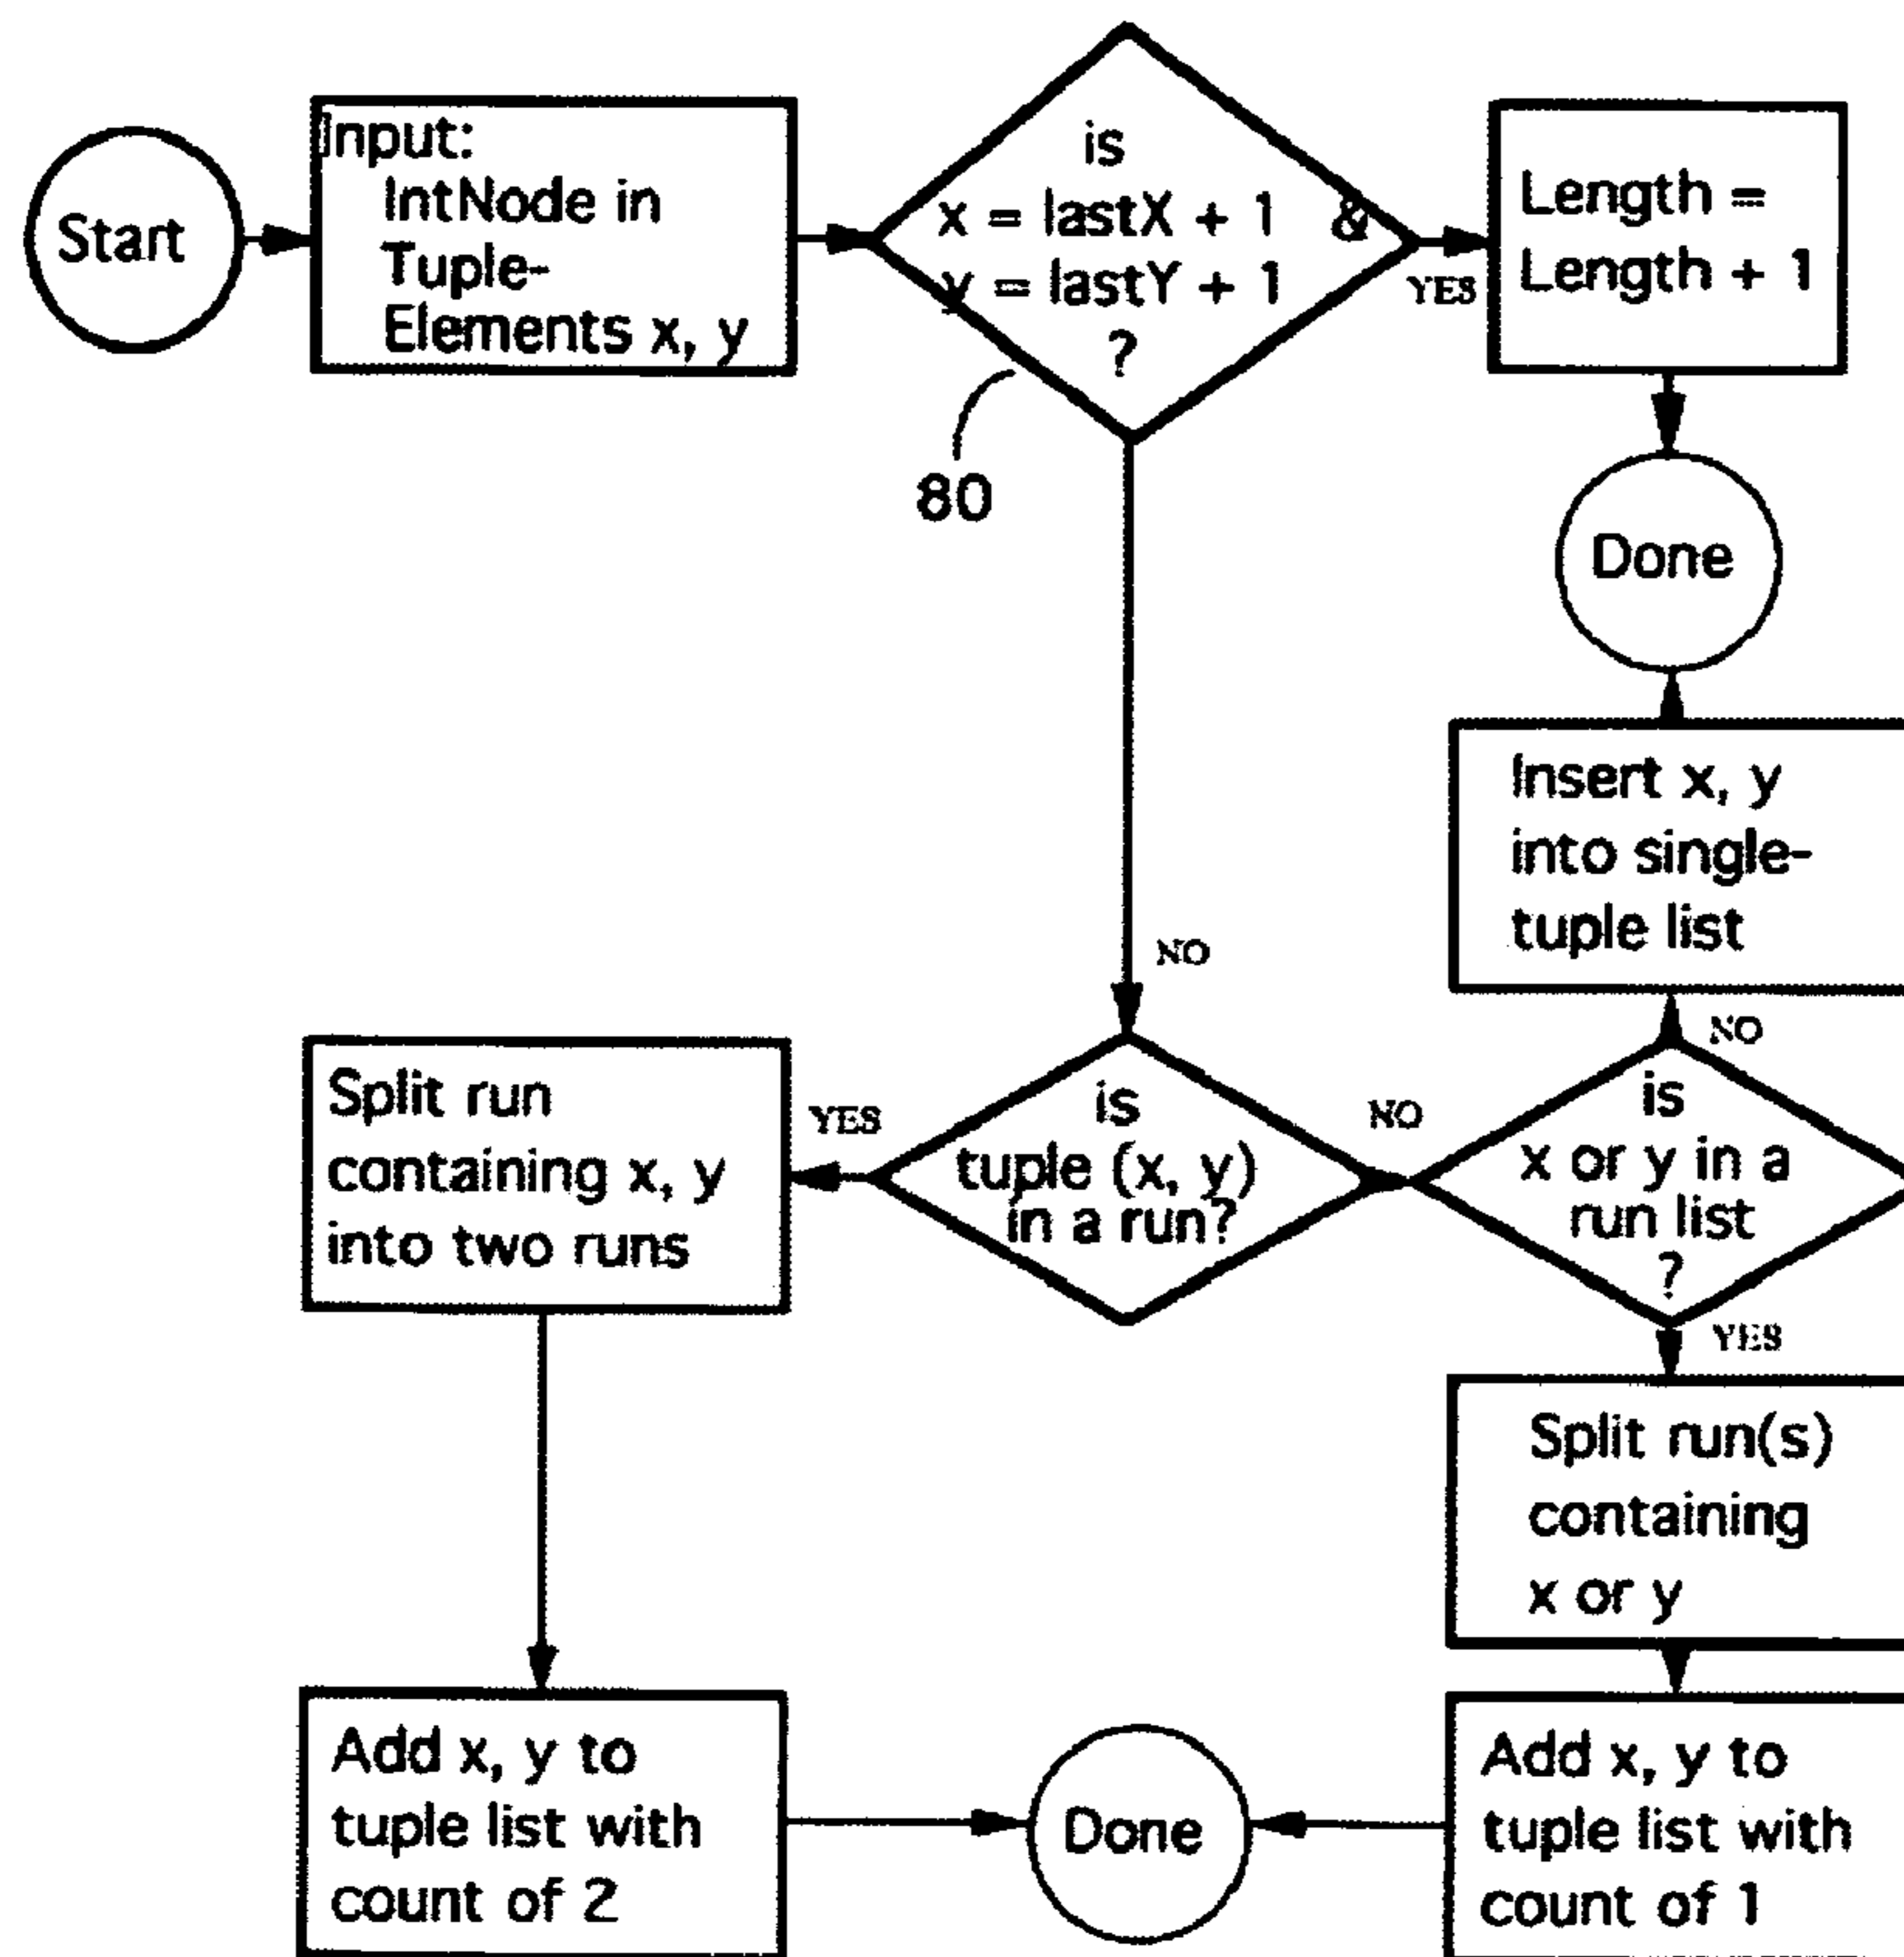 Start
Input:
IntNode in
Tuple-
Elements x, y
is
x = lastX + 1 &
y = lastY + 1
?
80
YES
Length =
Length + 1
Done
Insert x, y
into single-
tuple list
NO
NO
is
x or y in a
run list
?
YES
NO
is
tuple (x, y)
in a run?
YES
Split run
containing x, y
into two runs
Split run(s)
containing
x or y
Add x, y to
tuple list with
count of 2
Done
Add x, y to
tuple list with
count of 1